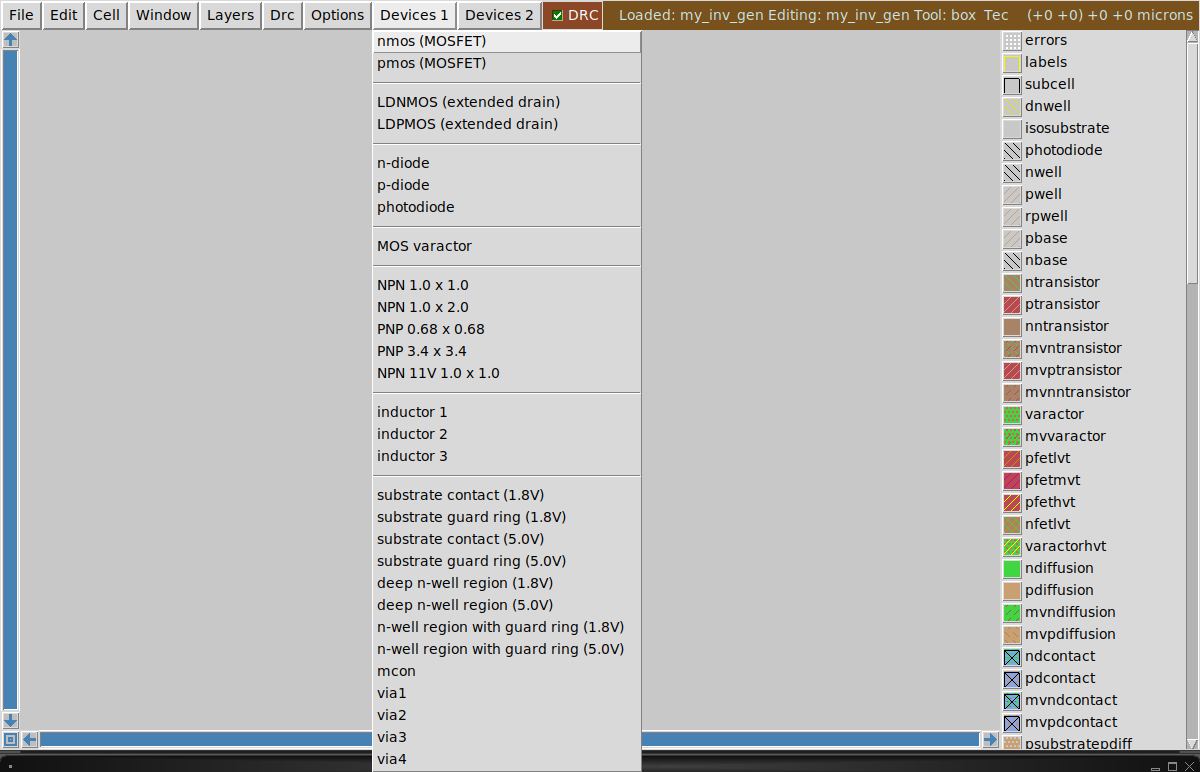 File Edit Cell Window Layers Drc Options Devices 1 Devices 2 DRC Loaded: my_inv_gen Editing: my_inv_gen Tool: box Tec (+0 +0) +0 +0 microns
nmos (MOSFET)
pmos (MOSFET)
LDNMOS (extended drain)
LDPMOS (extended drain)
n-diode
p-diode
photodiode
MOS varactor
NPN 1.0 x 1.0
NPN 1.0 x 2.0
PNP 0.68 x 0.68
PNP 3.4 x 3.4
NPN 11V 1.0 x 1.0
inductor 1
inductor 2
inductor 3
substrate contact (1.8V)
substrate guard ring (1.8V)
substrate contact (5.0V)
substrate guard ring (5.0V)
deep n-well region (1.8V)
deep n-well region (5.0V)
n-well region with guard ring (1.8V)
n-well region with guard ring (5.0V)
mcon
via1
via2
via3
via4
errors
labels
subcell
dnwell
isosubstrate
photodiode
nwell
pwell
rpwell
pbase
nbase
ntransistor
ptransistor
nntransistor
mvntransistor
mvptransistor
mvnntransistor
varactor
mvvaractor
pfetlvt
pfetmvt
pfethvt
nfetlvt
varactorhvt
ndiffusion
pdiffusion
mvndiffusion
mvpdiffusion
ndcontact
pdcontact
mvndcontact
mvpdcontact
psubstratepdiff